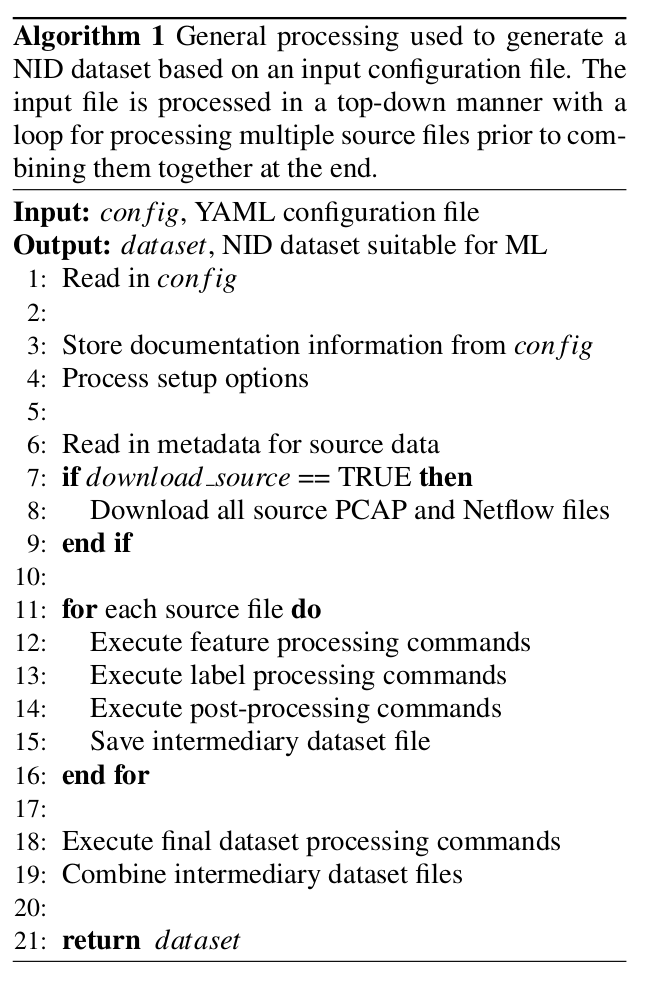 Algorithm 1 General processing used to generate a
NID dataset based on an input configuration file. The
input file is processed in a top-down manner with a
loop for processing multiple source files prior to com-
bining them together at the end.
Input: config, YAML configuration file
Output: dataset, NID dataset suitable for ML
1: Read in config
2:
3: Store documentation information from config
4: Process setup options
5:
6: Read in metadata for source data
7: if download_source == TRUE then
8: Download all source PCAP and Netflow files
9: end if
10:
11: for each source file do
12: Execute feature processing commands
13: Execute label processing commands
14: Execute post-processing commands
15: Save intermediary dataset file
16: end for
17:
18: Execute final dataset processing commands
19: Combine intermediary dataset files
20:
21: return dataset